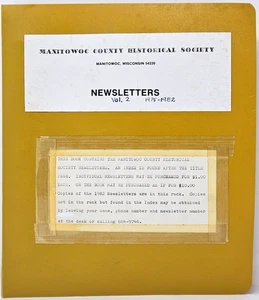 MANITOWOC COUNTY HISTORICAL SOCIETY
MANITOWOC, WISCONSIN 54220
NEWSLETTERS
Vol. 2 1975-1982
THIS BOOK CONTAINS THE MANITOWOC COUNTY HISTORICAL
SOCIETY NEWSLETTERS. AN INDEX IS FOUND AFTER THE TITLE
PAGE. INDIVIDUAL NEWSLETTERS MAY BE PURCHASED FOR $1.00
EACH. OR THE BOOK MAY BE PURCHASED AS IS FOR $10.00
Copies of the 1982 Newsletters are in this rack. Copies
not in the rack but found in the index may be obtained
by leaving your name, phone number and newsletter number
at the desk or calling